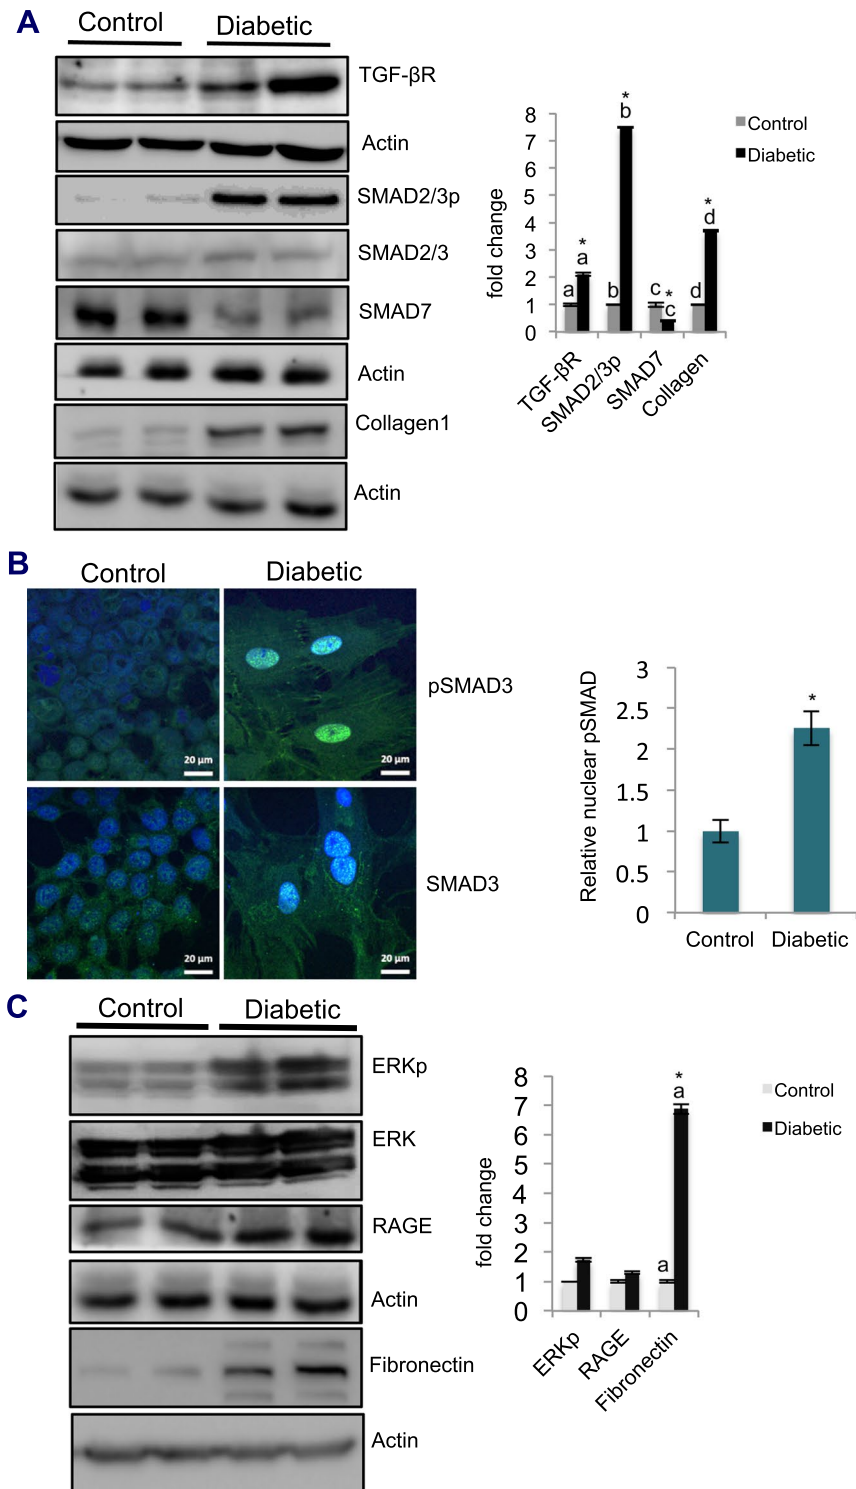 A
Control Diabetic
TGF-βR
Actin
SMAD2/3p
SMAD2/3
SMAD7
Actin
Collagen1
Actin
fold change
8
7
6
5
4
3
2
1
0
a
*
a
b
*
b
c
*
c
d
*
d
TGF-βR
SMAD2/3p
SMAD7
Collagen
Control
Diabetic
B
Control Diabetic
pSMAD3
20 µm 20 µm
SMAD3
20 µm 20 µm
Relative nuclear pSMAD
3
2.5
2
1.5
1
0.5
0
*
Control Diabetic
C
Control Diabetic
ERKp
ERK
RAGE
Actin
Fibronectin
Actin
fold change
8
7
6
5
4
3
2
1
0
a
*
a
ERKp
RAGE
Fibronectin
Control
Diabetic